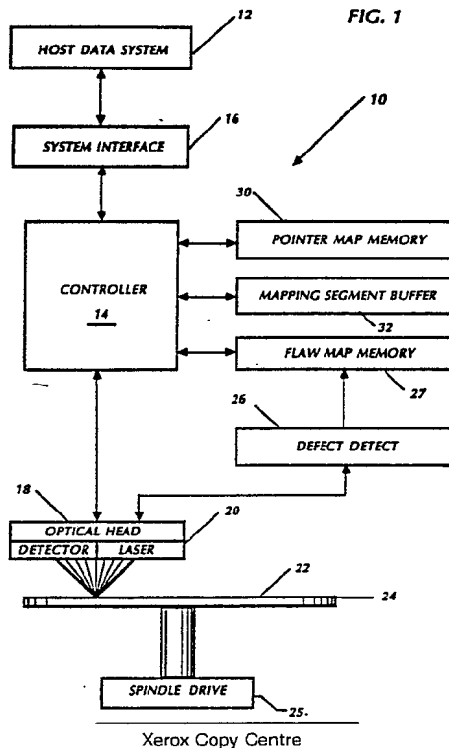 FIG. 1
12
HOST DATA SYSTEM
16
10
SYSTEM INTERFACE
30
POINTER MAP MEMORY
CONTROLLER
14
MAPPING SEGMENT BUFFER
32
FLAW MAP MEMORY
26
27
DEFECT DETECT
18
20
OPTICAL HEAD
DETECTOR LASER
22
24
SPINDLE DRIVE
25.
Xerox Copy Centre